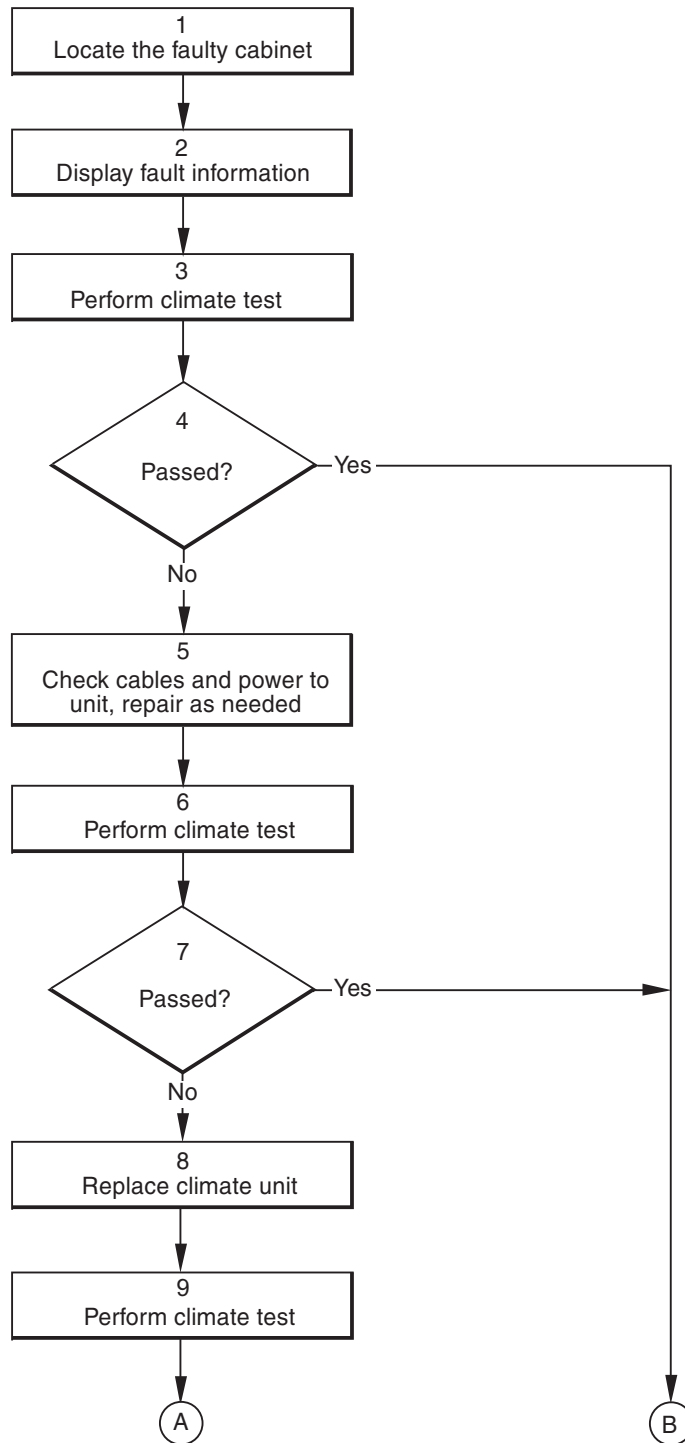 1
Locate the faulty cabinet
2
Display fault information
3
Perform climate test
4
Passed?
Yes
No
5
Check cables and power to
unit, repair as needed
6
Perform climate test
7
Passed?
Yes
No
8
Replace climate unit
9
Perform climate test
A
B